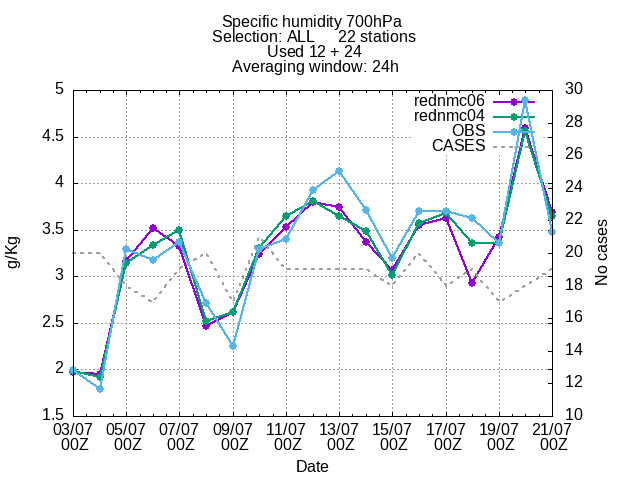 Specific humidity 700hPa
Selection: ALL 22 stations
Used 12 + 24
Averaging window: 24h
rednmc06
rednmc04
OBS
CASES
5
4.5
4
3.5
3
2.5
2
1.5
g/Kg
30
28
26
24
22
20
18
16
14
12
10
No cases
03/07 05/07 07/07 09/07 11/07 13/07 15/07 17/07 19/07 21/07
00Z 00Z 00Z 00Z 00Z 00Z 00Z 00Z 00Z 00Z
Date